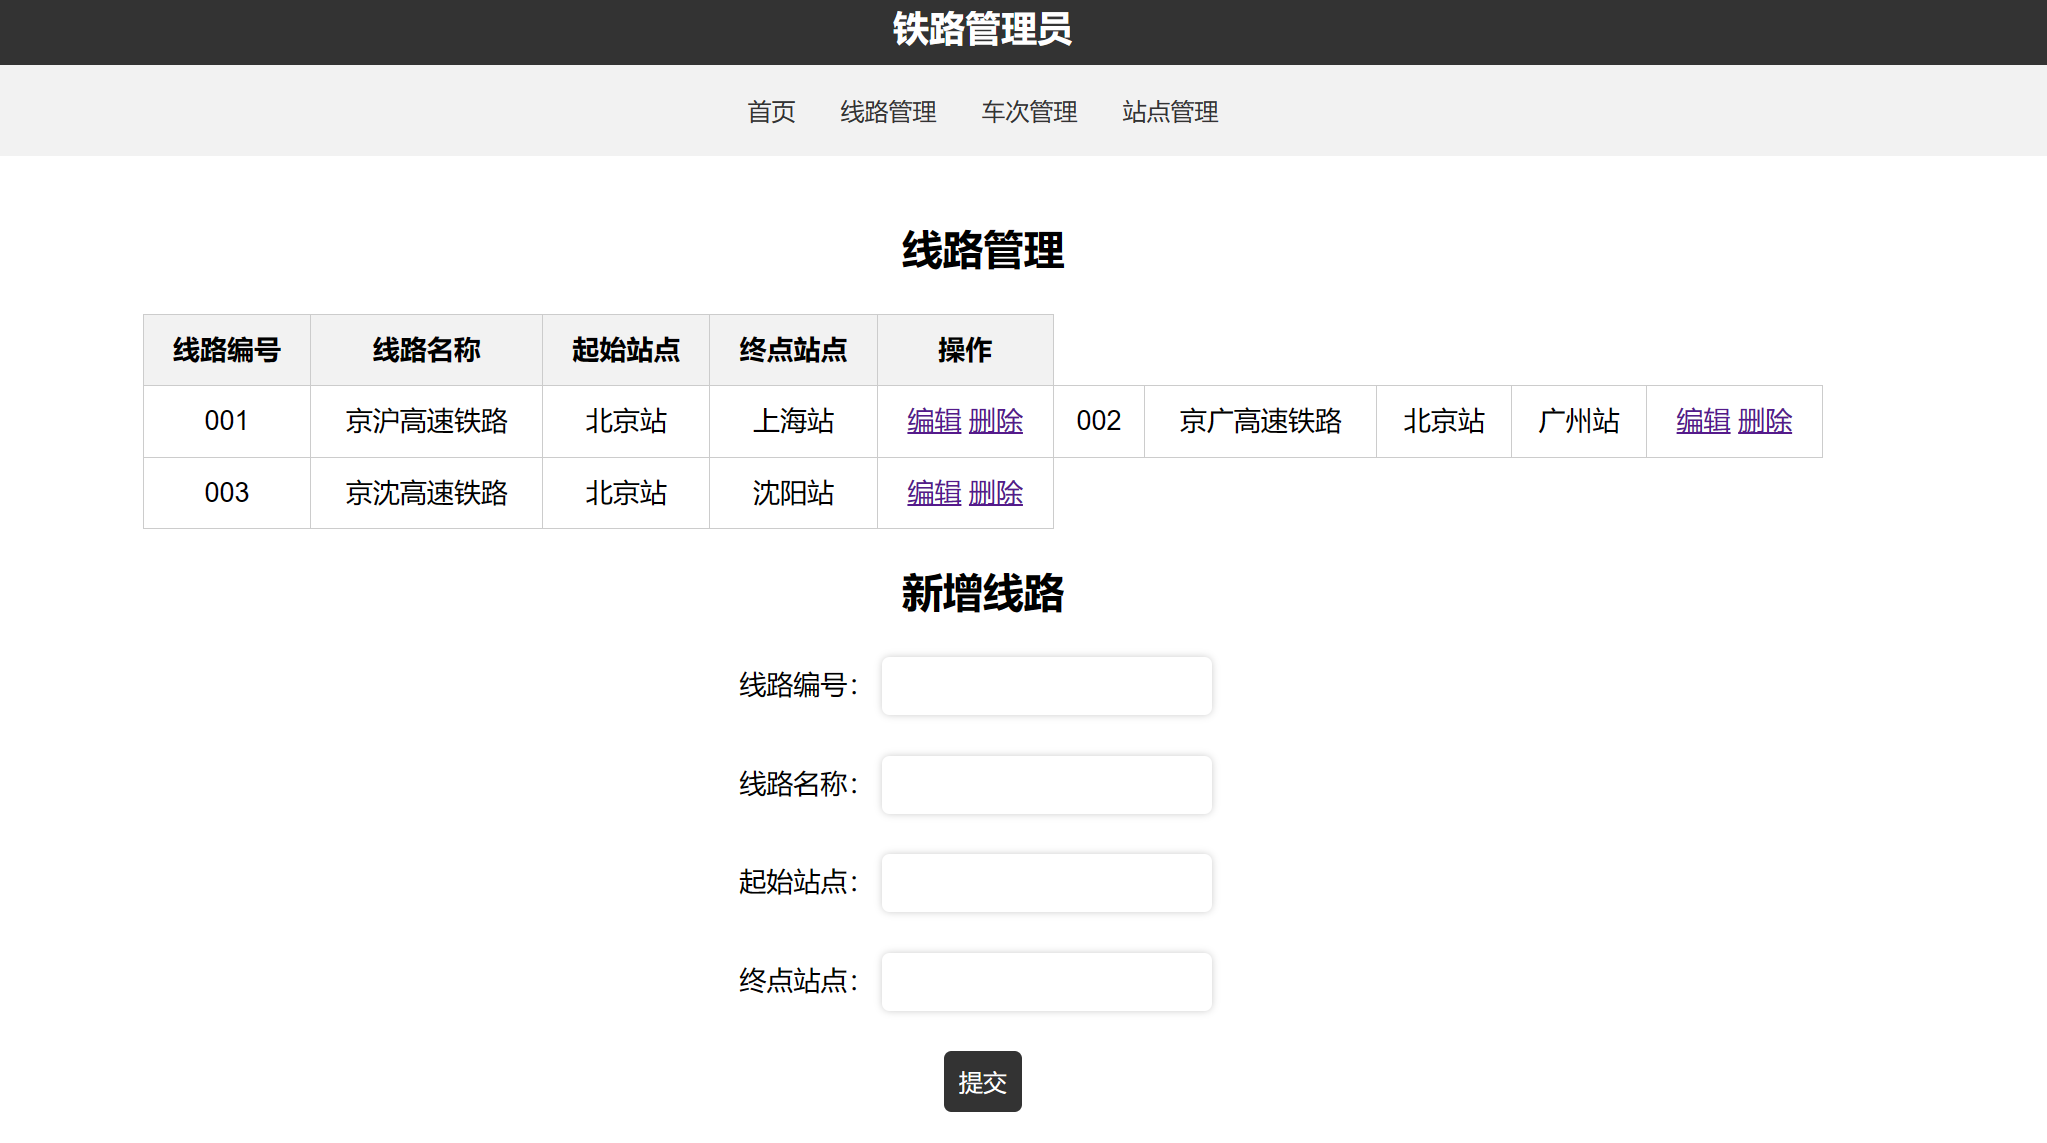 铁路管理员
首页 线路管理 车次管理 站点管理
线路管理
线路编号 线路名称 起始站点 终点站点 操作
001 京沪高速铁路 北京站 上海站 编辑 删除 002 京广高速铁路 北京站 广州站 编辑 删除
003 京沈高速铁路 北京站 沈阳站 编辑 删除
新增线路
线路编号：
线路名称：
起始站点：
终点站点：
提交